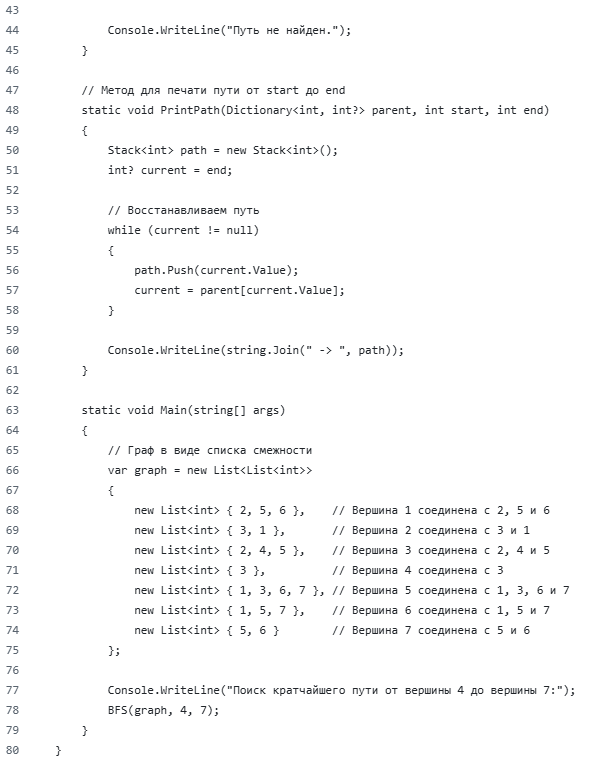 43
44 Console.WriteLine("Путь не найден.");
45 }
46
47 // Метод для печати пути от start до end
48 static void PrintPath(Dictionary<int, int?> parent, int start, int end)
49 {
50 Stack<int> path = new Stack<int>();
51 int? current = end;
52
53 // Восстанавливаем путь
54 while (current != null)
55 {
56 path.Push(current.Value);
57 current = parent[current.Value];
58 }
59
60 Console.WriteLine(string.Join(" -> ", path));
61 }
62
63 static void Main(string[] args)
64 {
65 // Граф в виде списка смежности
66 var graph = new List<List<int>>
67 {
68 new List<int> { 2, 5, 6 }, // Вершина 1 соединена с 2, 5 и 6
69 new List<int> { 3, 1 }, // Вершина 2 соединена с 3 и 1
70 new List<int> { 2, 4, 5 }, // Вершина 3 соединена с 2, 4 и 5
71 new List<int> { 3 }, // Вершина 4 соединена с 3
72 new List<int> { 1, 3, 6, 7 }, // Вершина 5 соединена с 1, 3, 6 и 7
73 new List<int> { 1, 5, 7 }, // Вершина 6 соединена с 1, 5 и 7
74 new List<int> { 5, 6 } // Вершина 7 соединена с 5 и 6
75 };
76
77 Console.WriteLine("Поиск кратчайшего пути от вершины 4 до вершины 7:");
78 BFS(graph, 4, 7);
79 }
80 }